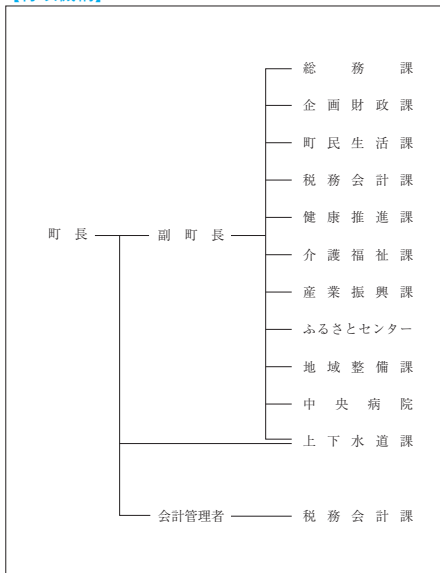 総務課
企画財政課
町民生活課
税務会計課
健康推進課
町長 副町長
介護福祉課
産業振興課
ふるさとセンター
地域整備課
中央病院
上下水道課
会計管理者 税務会計課